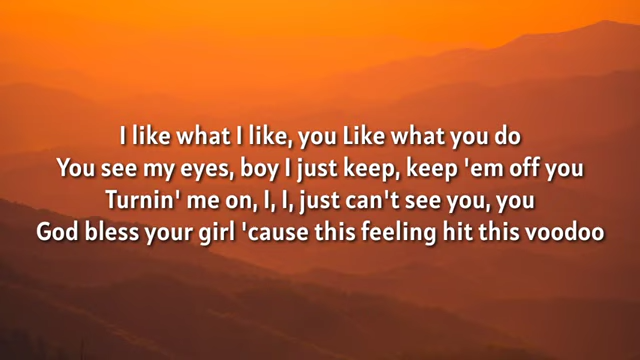 I like what I like, you Like what you do
You see my eyes, boy I just keep, keep 'em off you
Turnin' me on, I, I, just can't see you, you
God bless your girl 'cause this feeling hit this voodoo